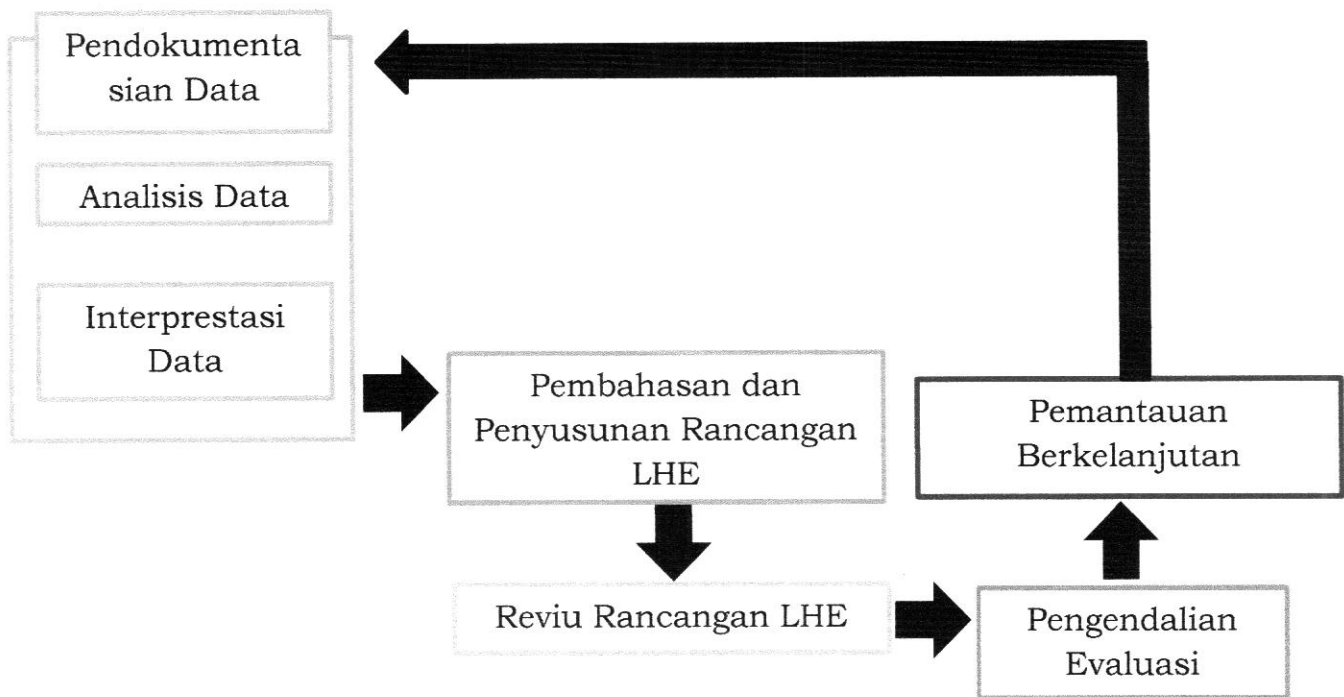 Pendokumenta
sian Data
Analisis Data
Interprestasi
Data
Pembahasan dan
Penyusunan Rancangan
LHE
Reviu Rancangan LHE
Pengendalian
Evaluasi
Pemantauan
Berkelanjutan